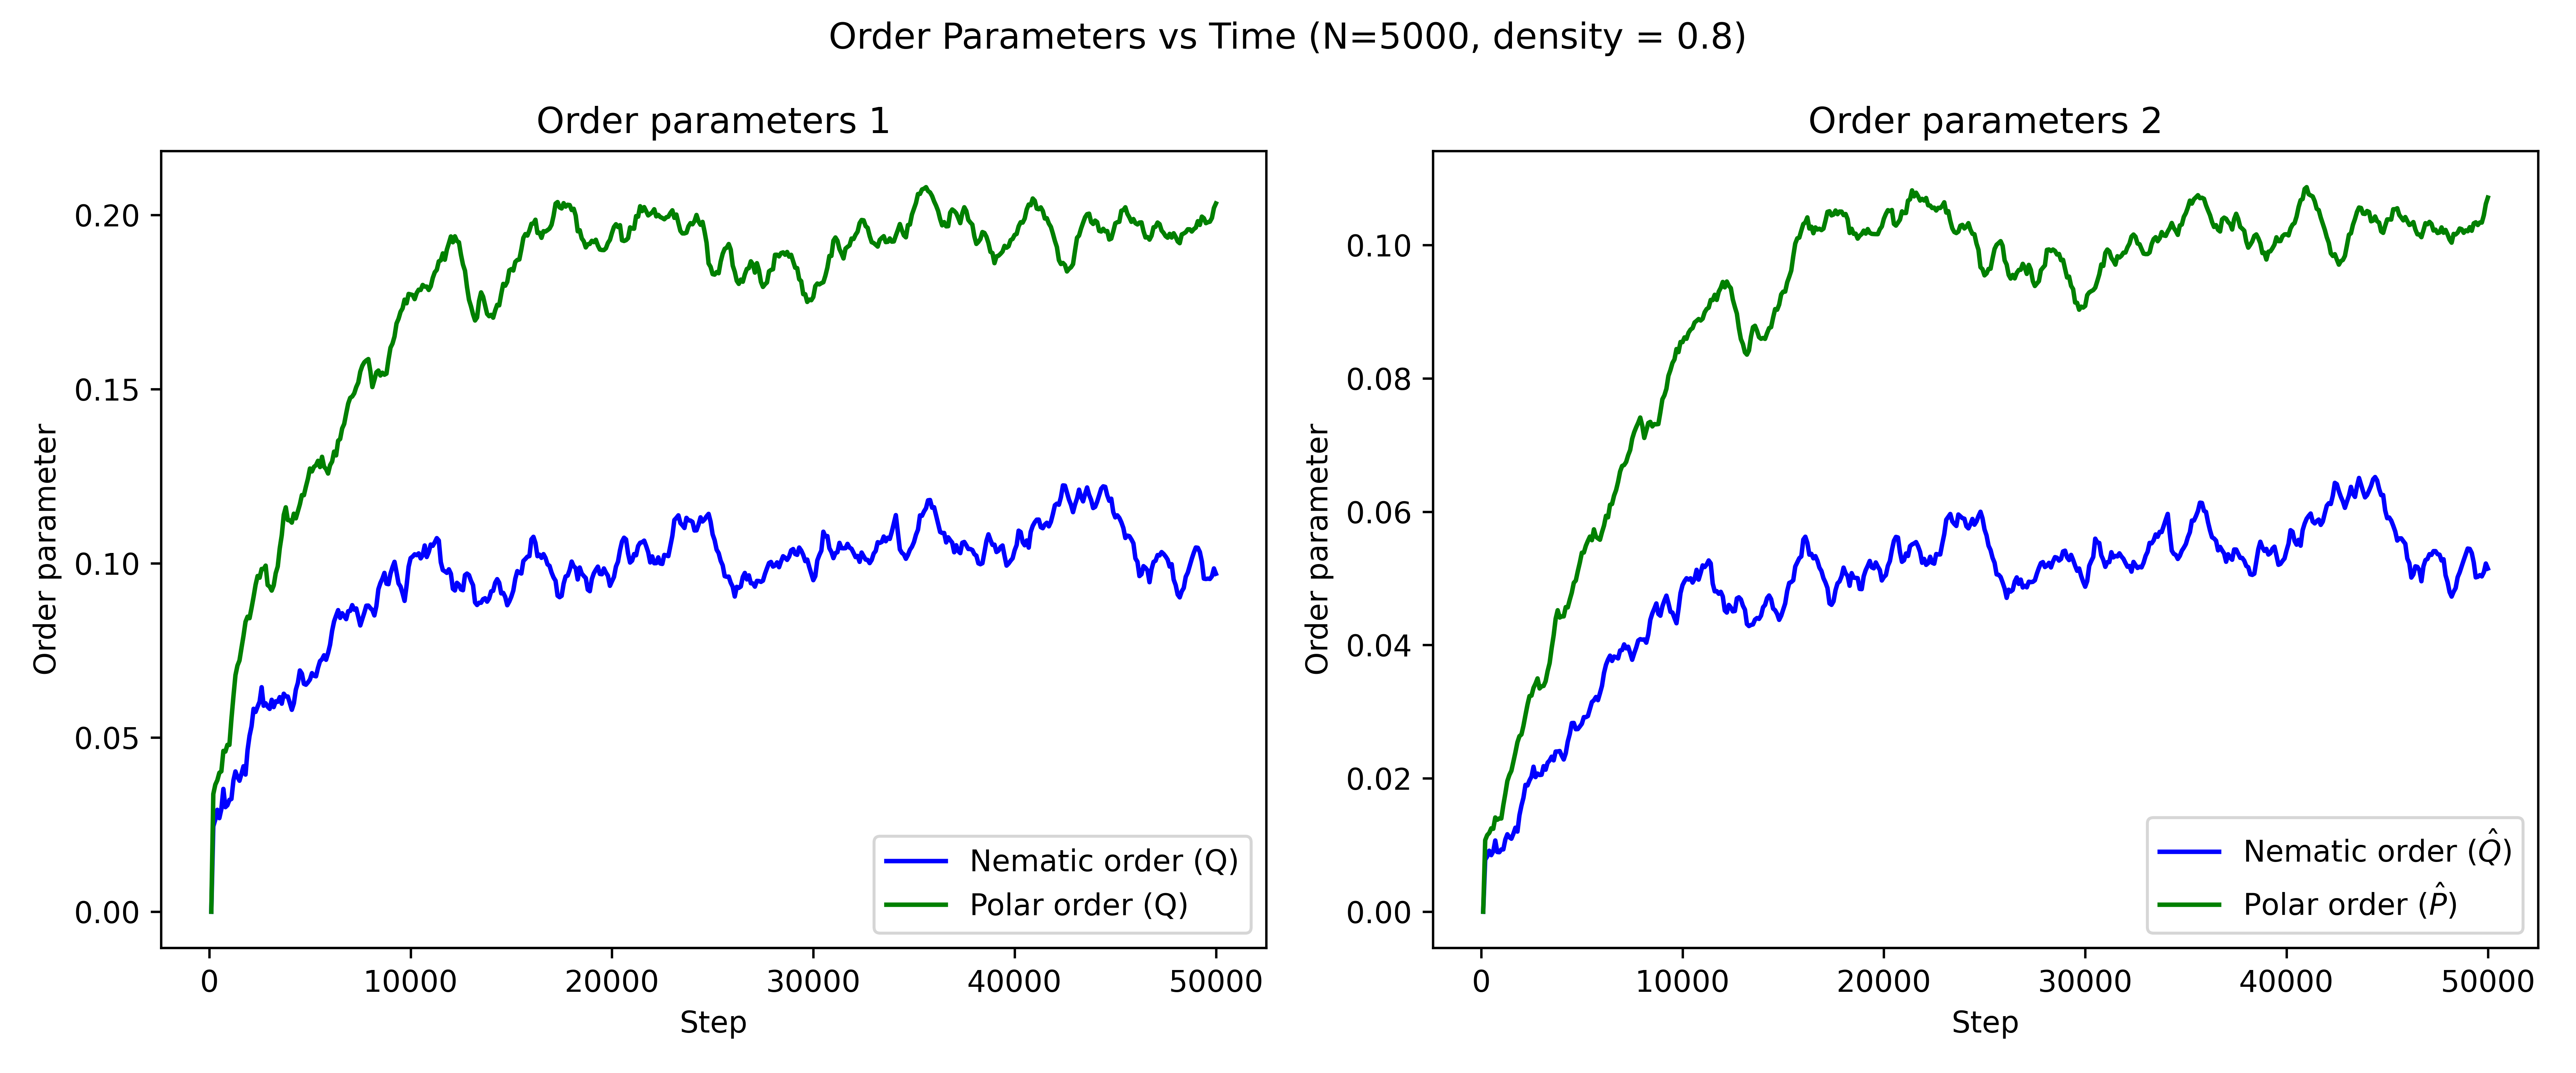 Order Parameters vs Time (N=5000, density = 0.8)
Order parameters 1
Order parameter
0.20
0.15
0.10
0.05
0.00
Nematic order (Q)
Polar order (Q)
0 10000 20000 30000 40000 50000
Step
Order parameters 2
Order parameter
0.10
0.08
0.06
0.04
0.02
0.00
Nematic order (Q̂)
Polar order (P̂)
0 10000 20000 30000 40000 50000
Step